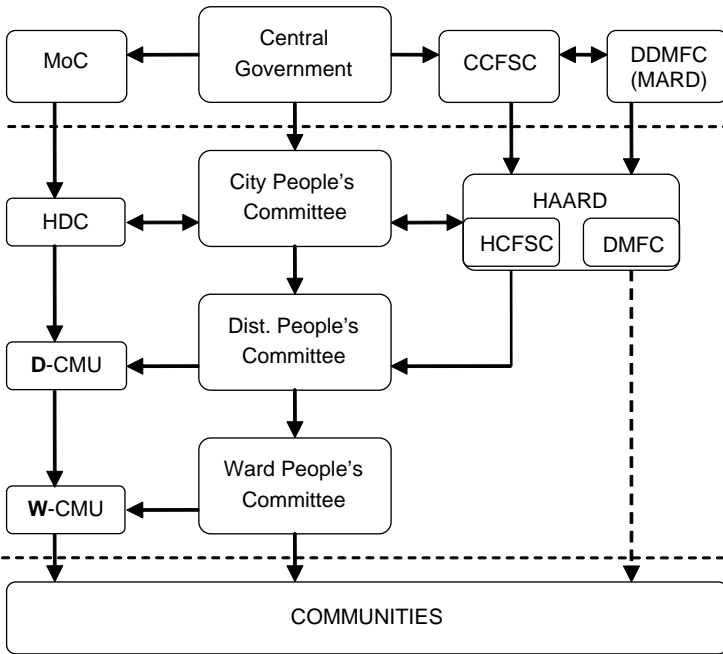 MoC
Central
Government
CCFSC
DDMFC
(MARD)
City People's
Committee
HDC
HAARD
HCFSC
DMFC
Dist. People's
Committee
D-CMU
Ward People's
Committee
W-CMU
COMMUNITIES